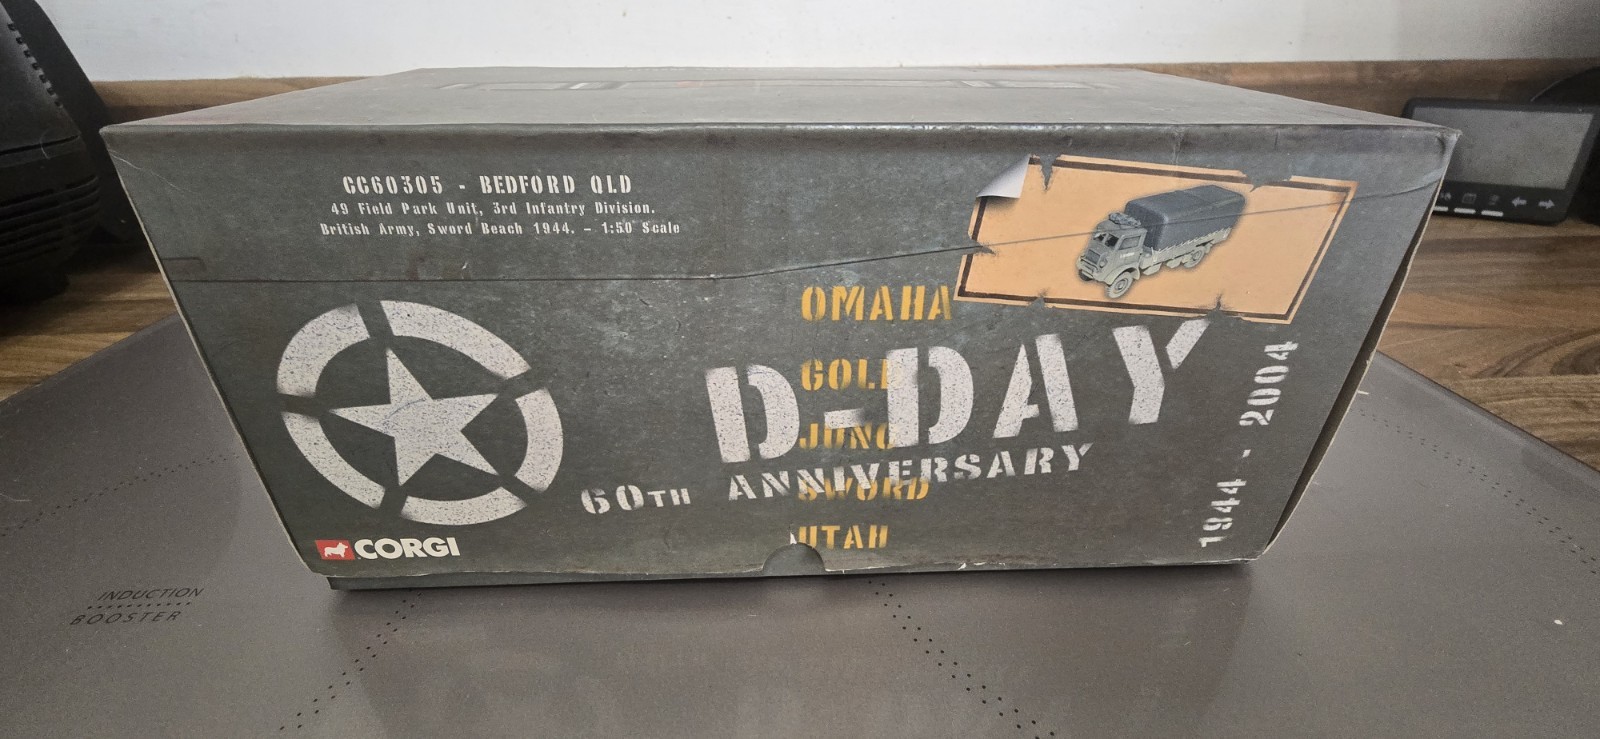 CC60305 - BEDFORD QLD
49 Field Park Unit, 3rd Infantry Division.
British Army, Sword Beach 1944. - 1:50 Scale
OMAHA
GOLD
JUNO
SWORD
UTAH
D-DAY
60TH ANNIVERSARY
1944 - 2004
CORGI
INDUCTION
BOOSTER